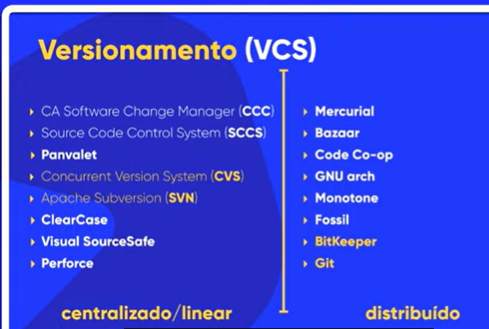 Versionamento (VCS)
CA Software Change Manager (CCC)
Source Code Control System (SCCS)
Panvalet
Concurrent Version System (CVS)
Apache Subversion (SVN)
ClearCase
Visual SourceSafe
Perforce
centralizado/linear
Mercurial
Bazaar
Code Co-op
GNU arch
Monotone
Fossil
BitKeeper
Git
distribuído